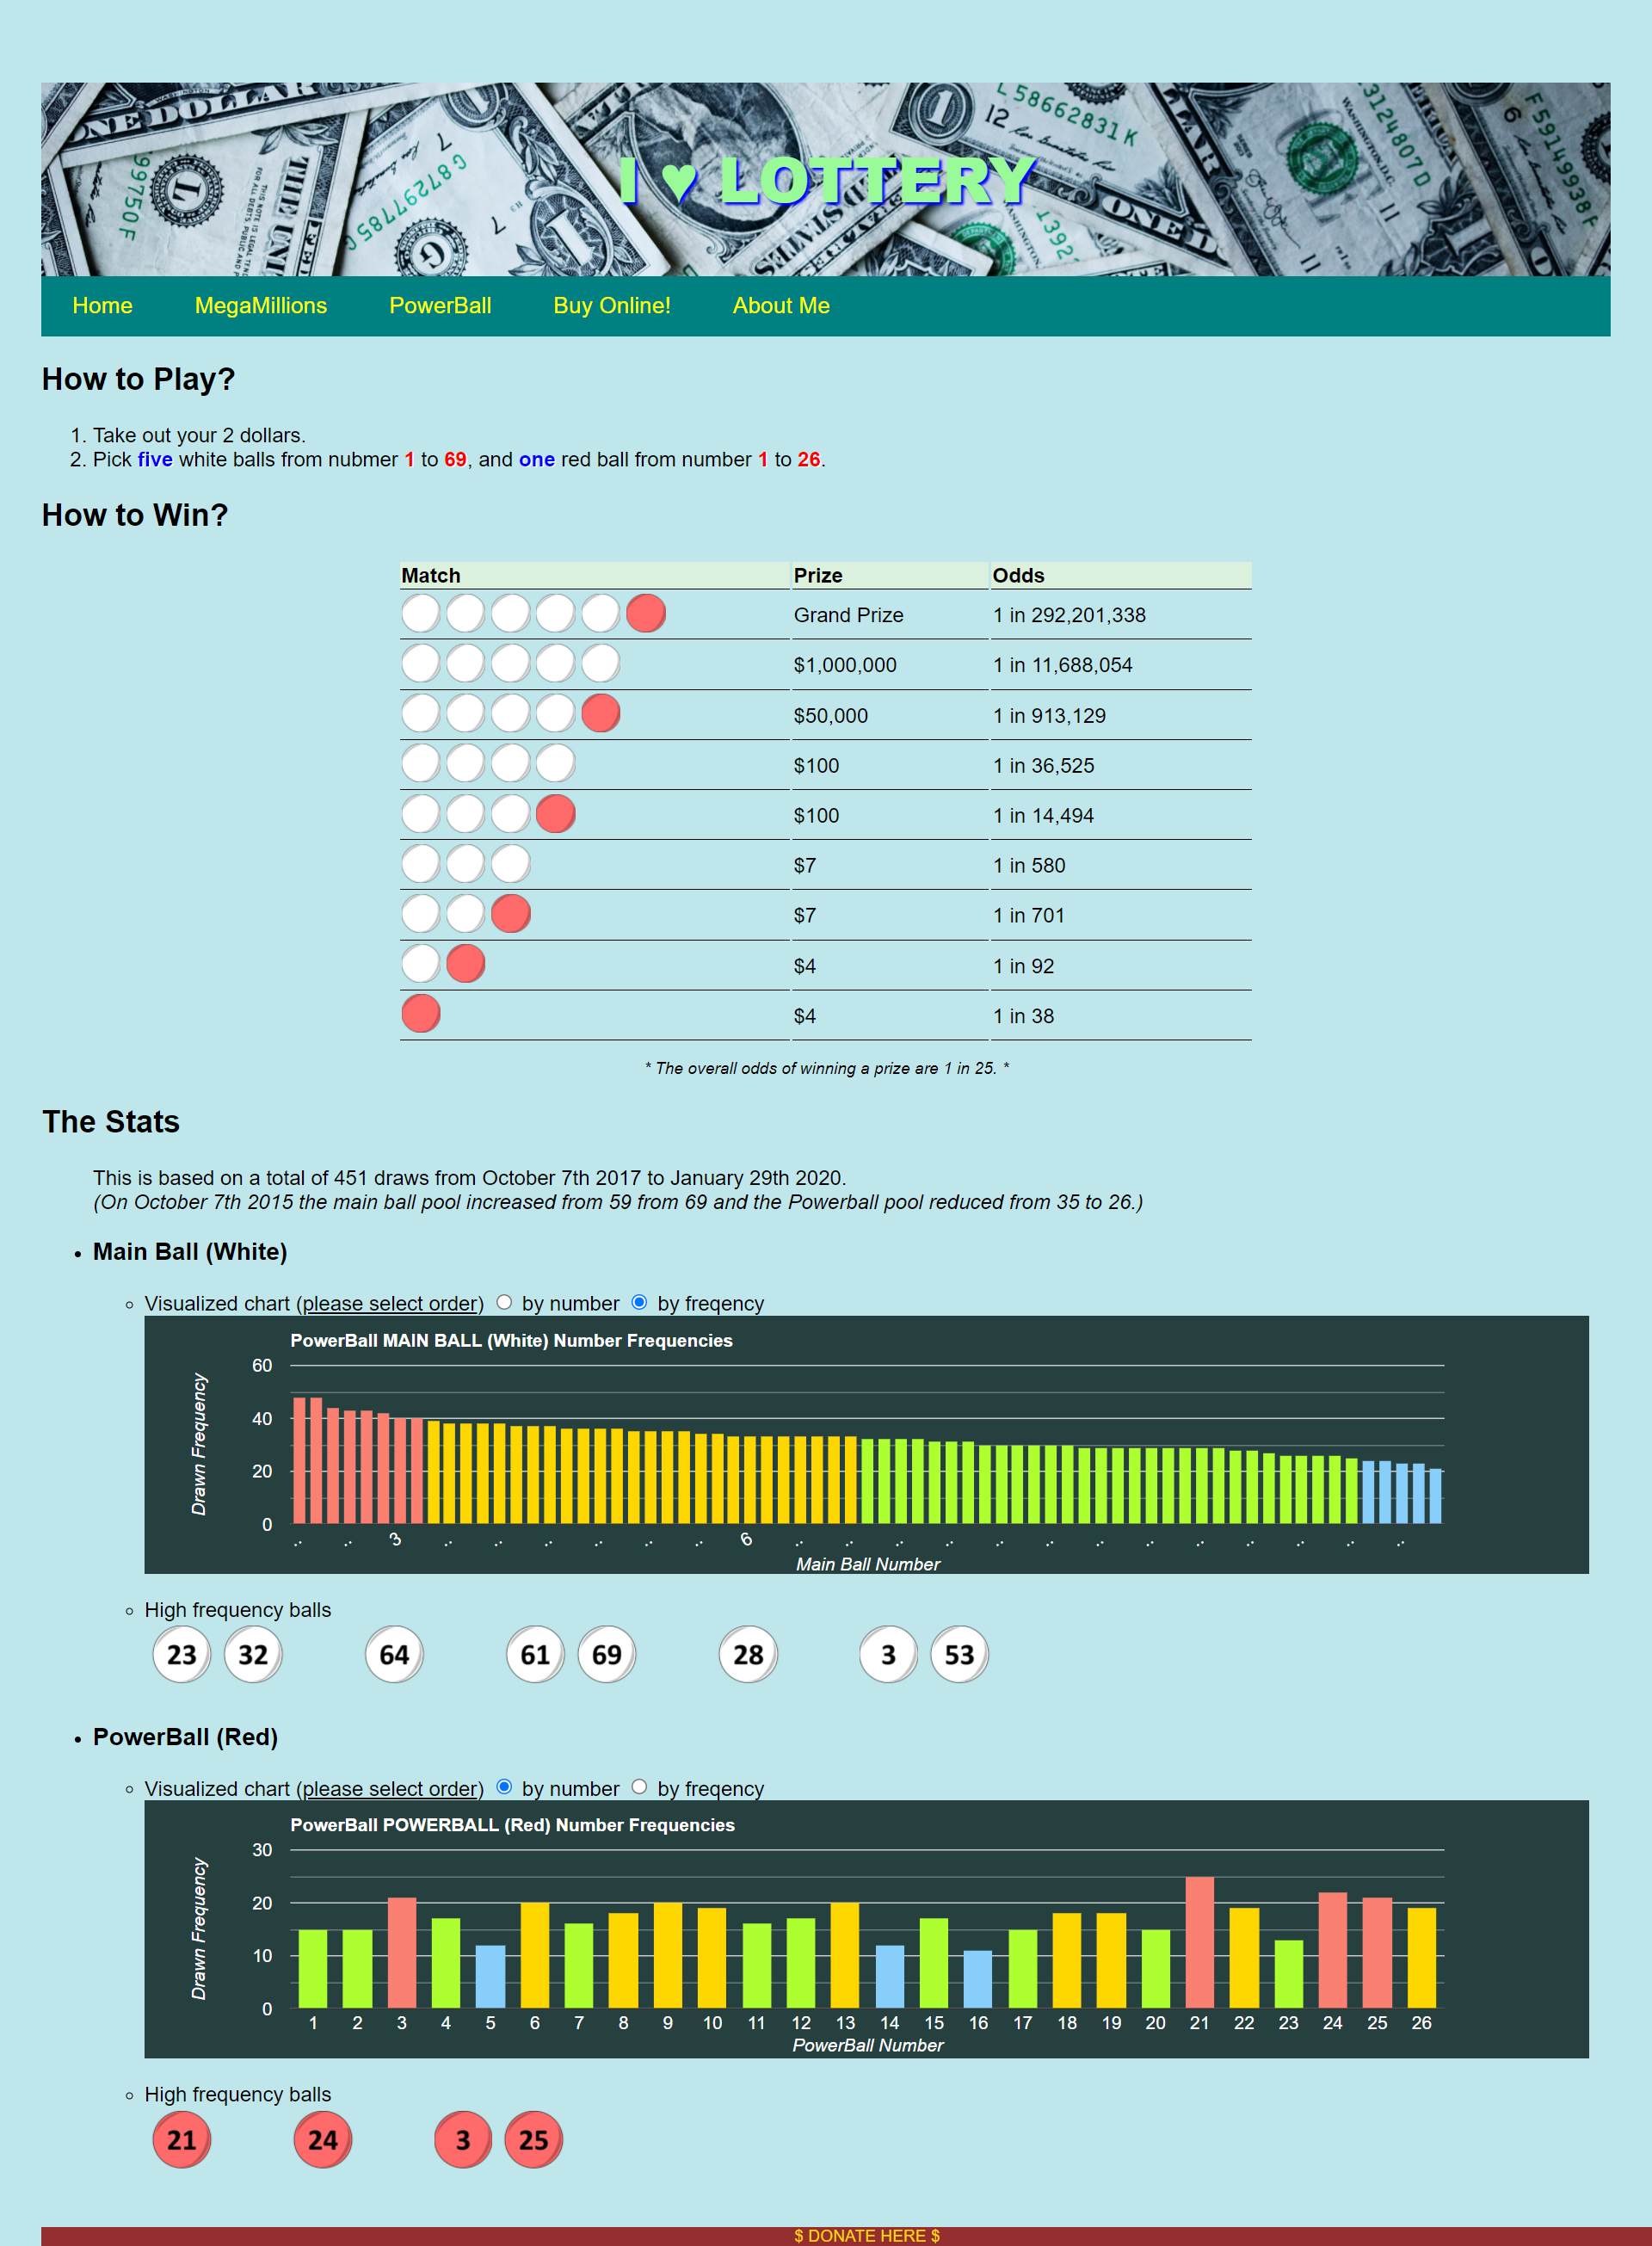 ONE DOLLAR
THE UNI
G 87297785 G
L 58662831 K
12
ONE D
F 59149938 F
I ♥ LOTTERY
Home MegaMillions PowerBall Buy Online! About Me
How to Play?
1. Take out your 2 dollars.
2. Pick five white balls from nubmer 1 to 69, and one red ball from number 1 to 26.
How to Win?
Match Prize Odds
Grand Prize 1 in 292,201,338
$1,000,000 1 in 11,688,054
$50,000 1 in 913,129
$100 1 in 36,525
$100 1 in 14,494
$7 1 in 580
$7 1 in 701
$4 1 in 92
$4 1 in 38
* The overall odds of winning a prize are 1 in 25. *
The Stats
This is based on a total of 451 draws from October 7th 2017 to January 29th 2020.
(On October 7th 2015 the main ball pool increased from 59 from 69 and the Powerball pool reduced from 35 to 26.)
Main Ball (White)
Visualized chart (please select order) by number by freqency
PowerBall MAIN BALL (White) Number Frequencies
Drawn Frequency
60
40
20
0
.. .. 3 .. .. .. .. .. .. 6 .. .. .. .. .. .. .. .. .. .. .. .. ..
Main Ball Number
High frequency balls
23 32 64 61 69 28 3 53
PowerBall (Red)
Visualized chart (please select order) by number by freqency
PowerBall POWERBALL (Red) Number Frequencies
Drawn Frequency
30
20
10
0
1 2 3 4 5 6 7 8 9 10 11 12 13 14 15 16 17 18 19 20 21 22 23 24 25 26
PowerBall Number
High frequency balls
21 24 3 25
$ DONATE HERE $